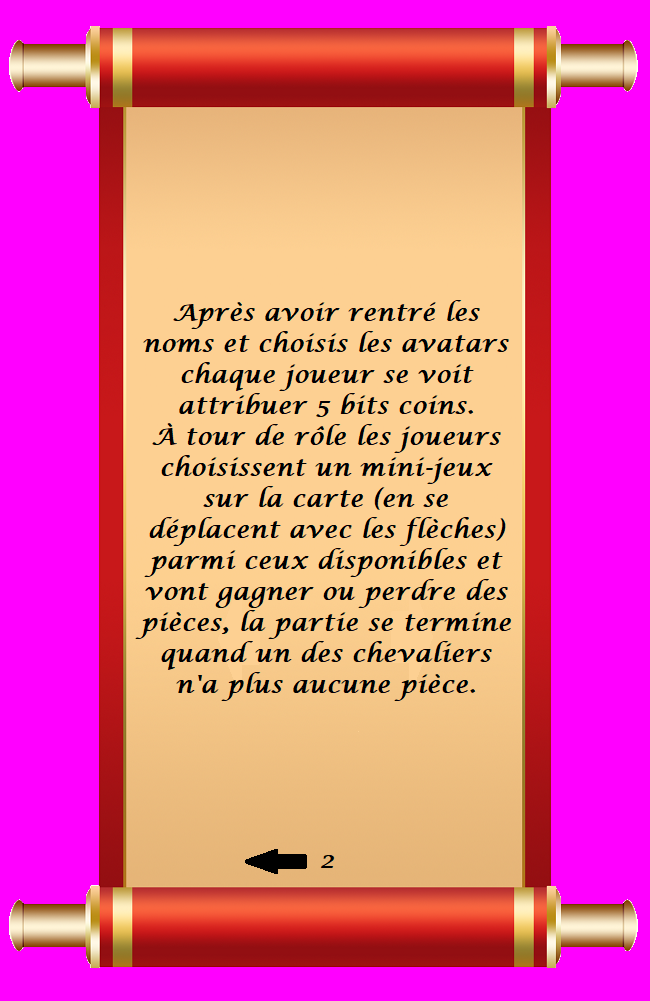 Après avoir rentré les
noms et choisis les avatars
chaque joueur se voit
attribuer 5 bits coins.
À tour de rôle les joueurs
choisissent un mini-jeux
sur la carte (en se
déplacent avec les flèches)
parmi ceux disponibles et
vont gagner ou perdre des
pièces, la partie se termine
quand un des chevaliers
n'a plus aucune pièce.
2